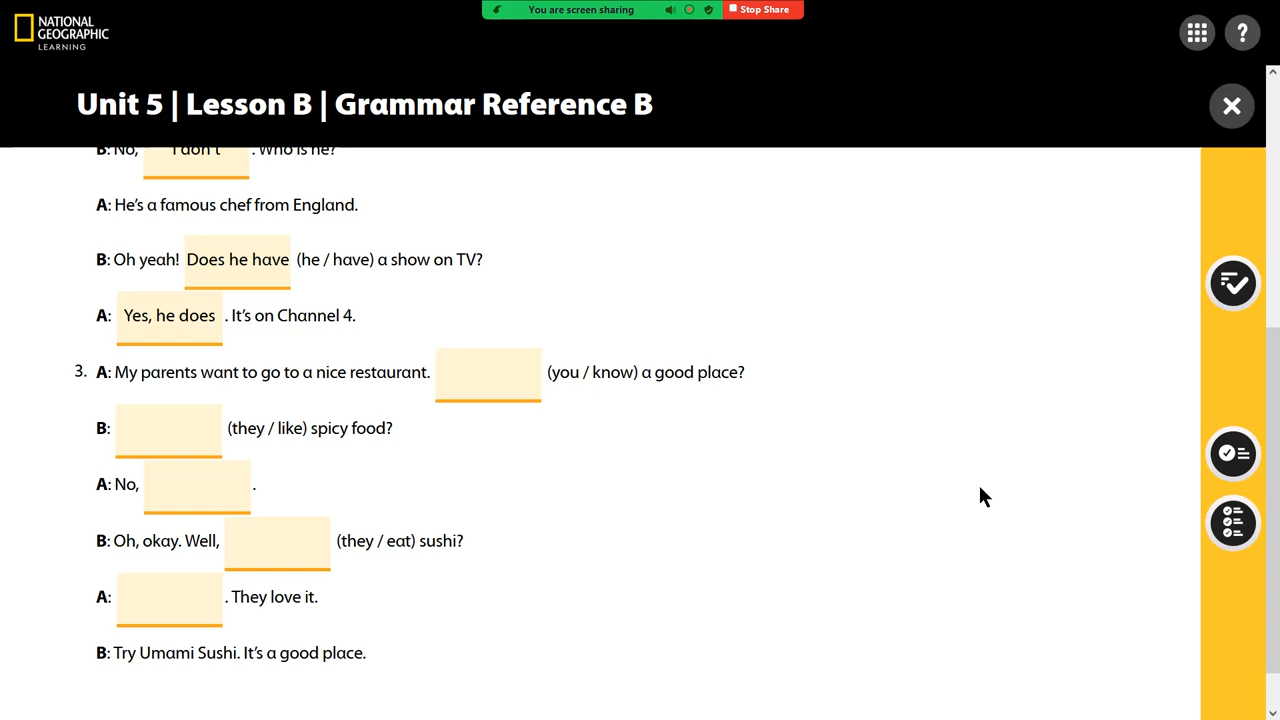 You are screen sharing
Stop Share
NATIONAL
GEOGRAPHIC
LEARNING
?
Unit 5 | Lesson B | Grammar Reference B
B: No, I don't . Who is he?
A: He's a famous chef from England.
B: Oh yeah! Does he have (he / have) a show on TV?
A: Yes, he does . It's on Channel 4.
3. A: My parents want to go to a nice restaurant. (you / know) a good place?
B: (they / like) spicy food?
A: No, .
B: Oh, okay. Well, (they / eat) sushi?
A: . They love it.
B: Try Umami Sushi. It's a good place.